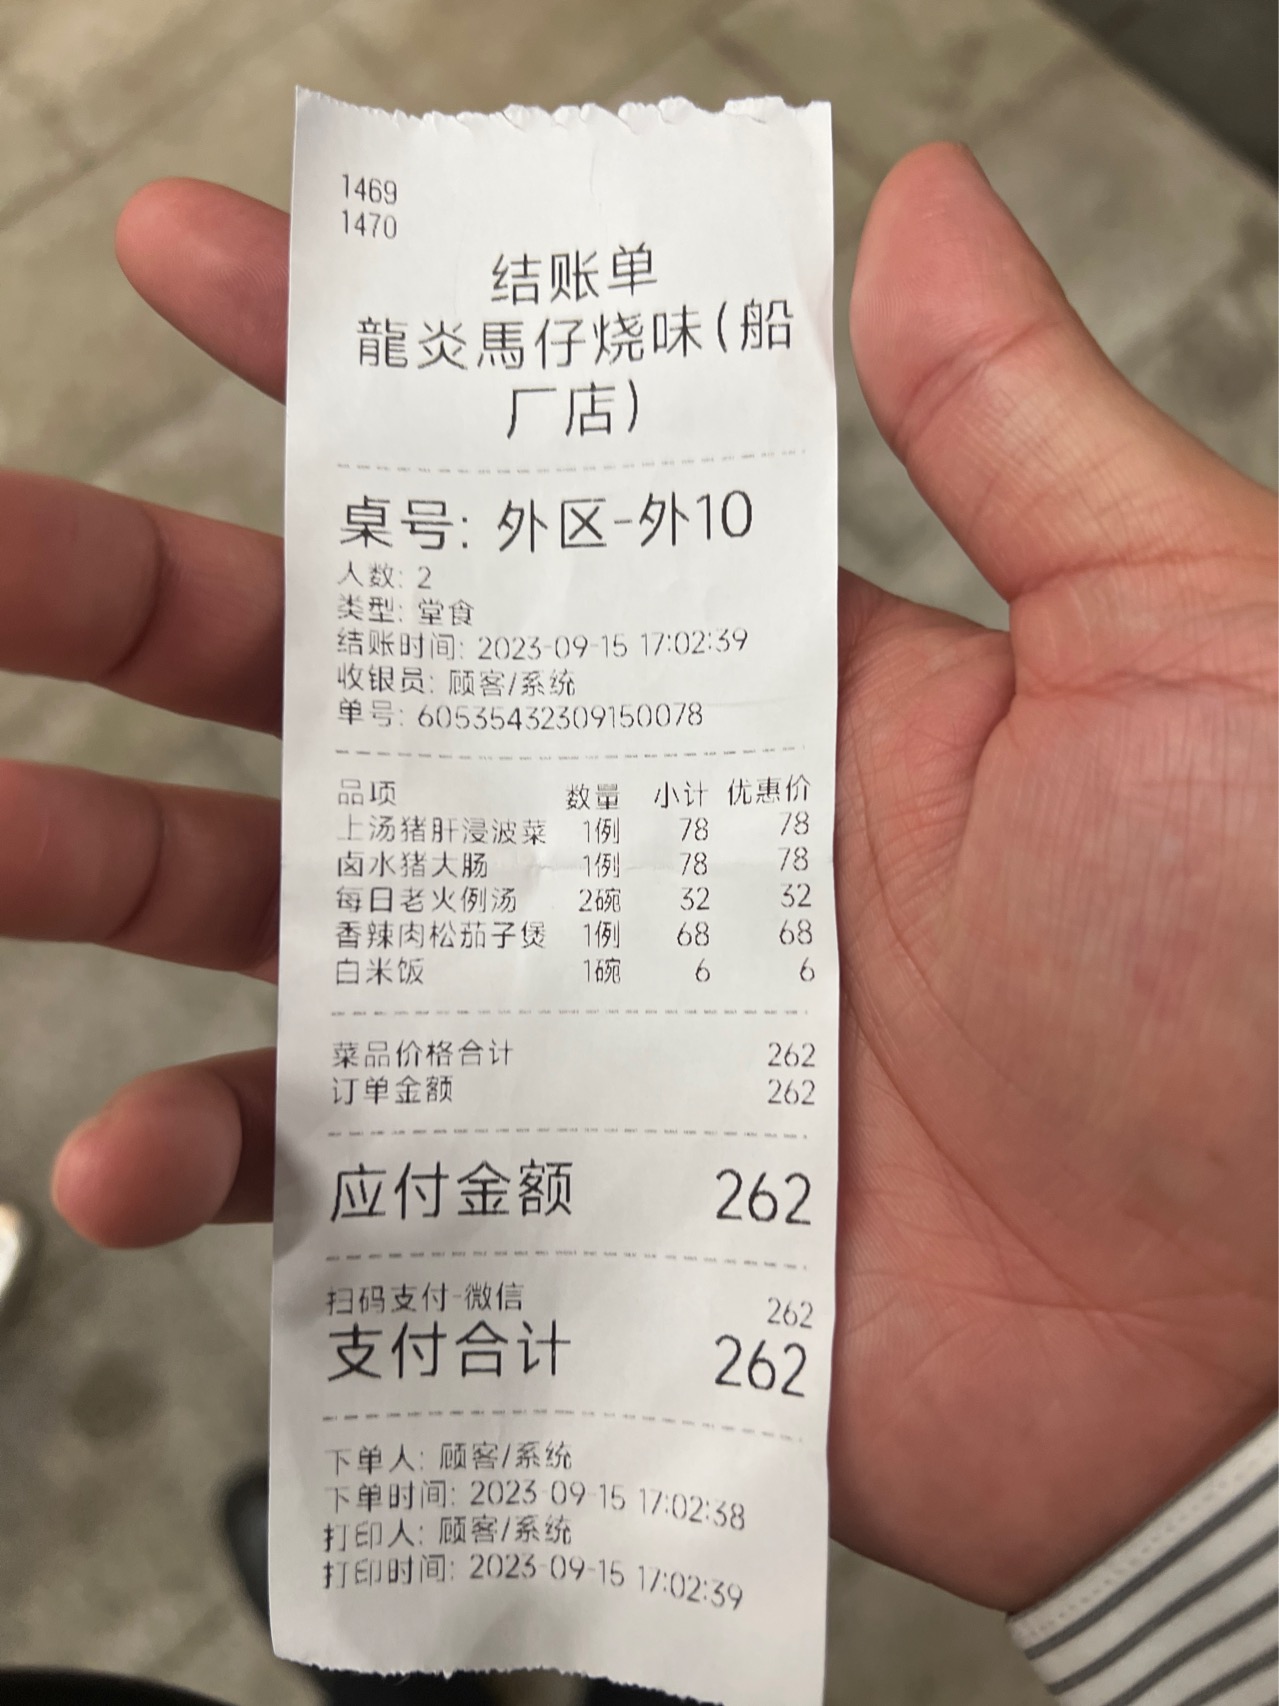 1469
1470
结账单
龍炎馬仔烧味(船
厂店)
桌号: 外区-外10
人数: 2
类型: 堂食
结账时间: 2023-09-15 17:02:39
收银员: 顾客/系统
单号: 605354322309150078
品项 数量 小计 优惠价
上汤猪肝浸波菜 1例 78 78
卤水猪大肠 1例 78 78
每日老火例汤 2碗 32 32
香辣肉松茄子煲 1例 68 68
白米饭 1碗 6 6
菜品价格合计 262
订单金额 262
应付金额 262
扫码支付-微信 262
支付合计 262
下单人: 顾客/系统
下单时间: 2023-09-15 17:02:38
打印人: 顾客/系统
打印时间: 2023-09-15 17:02:39